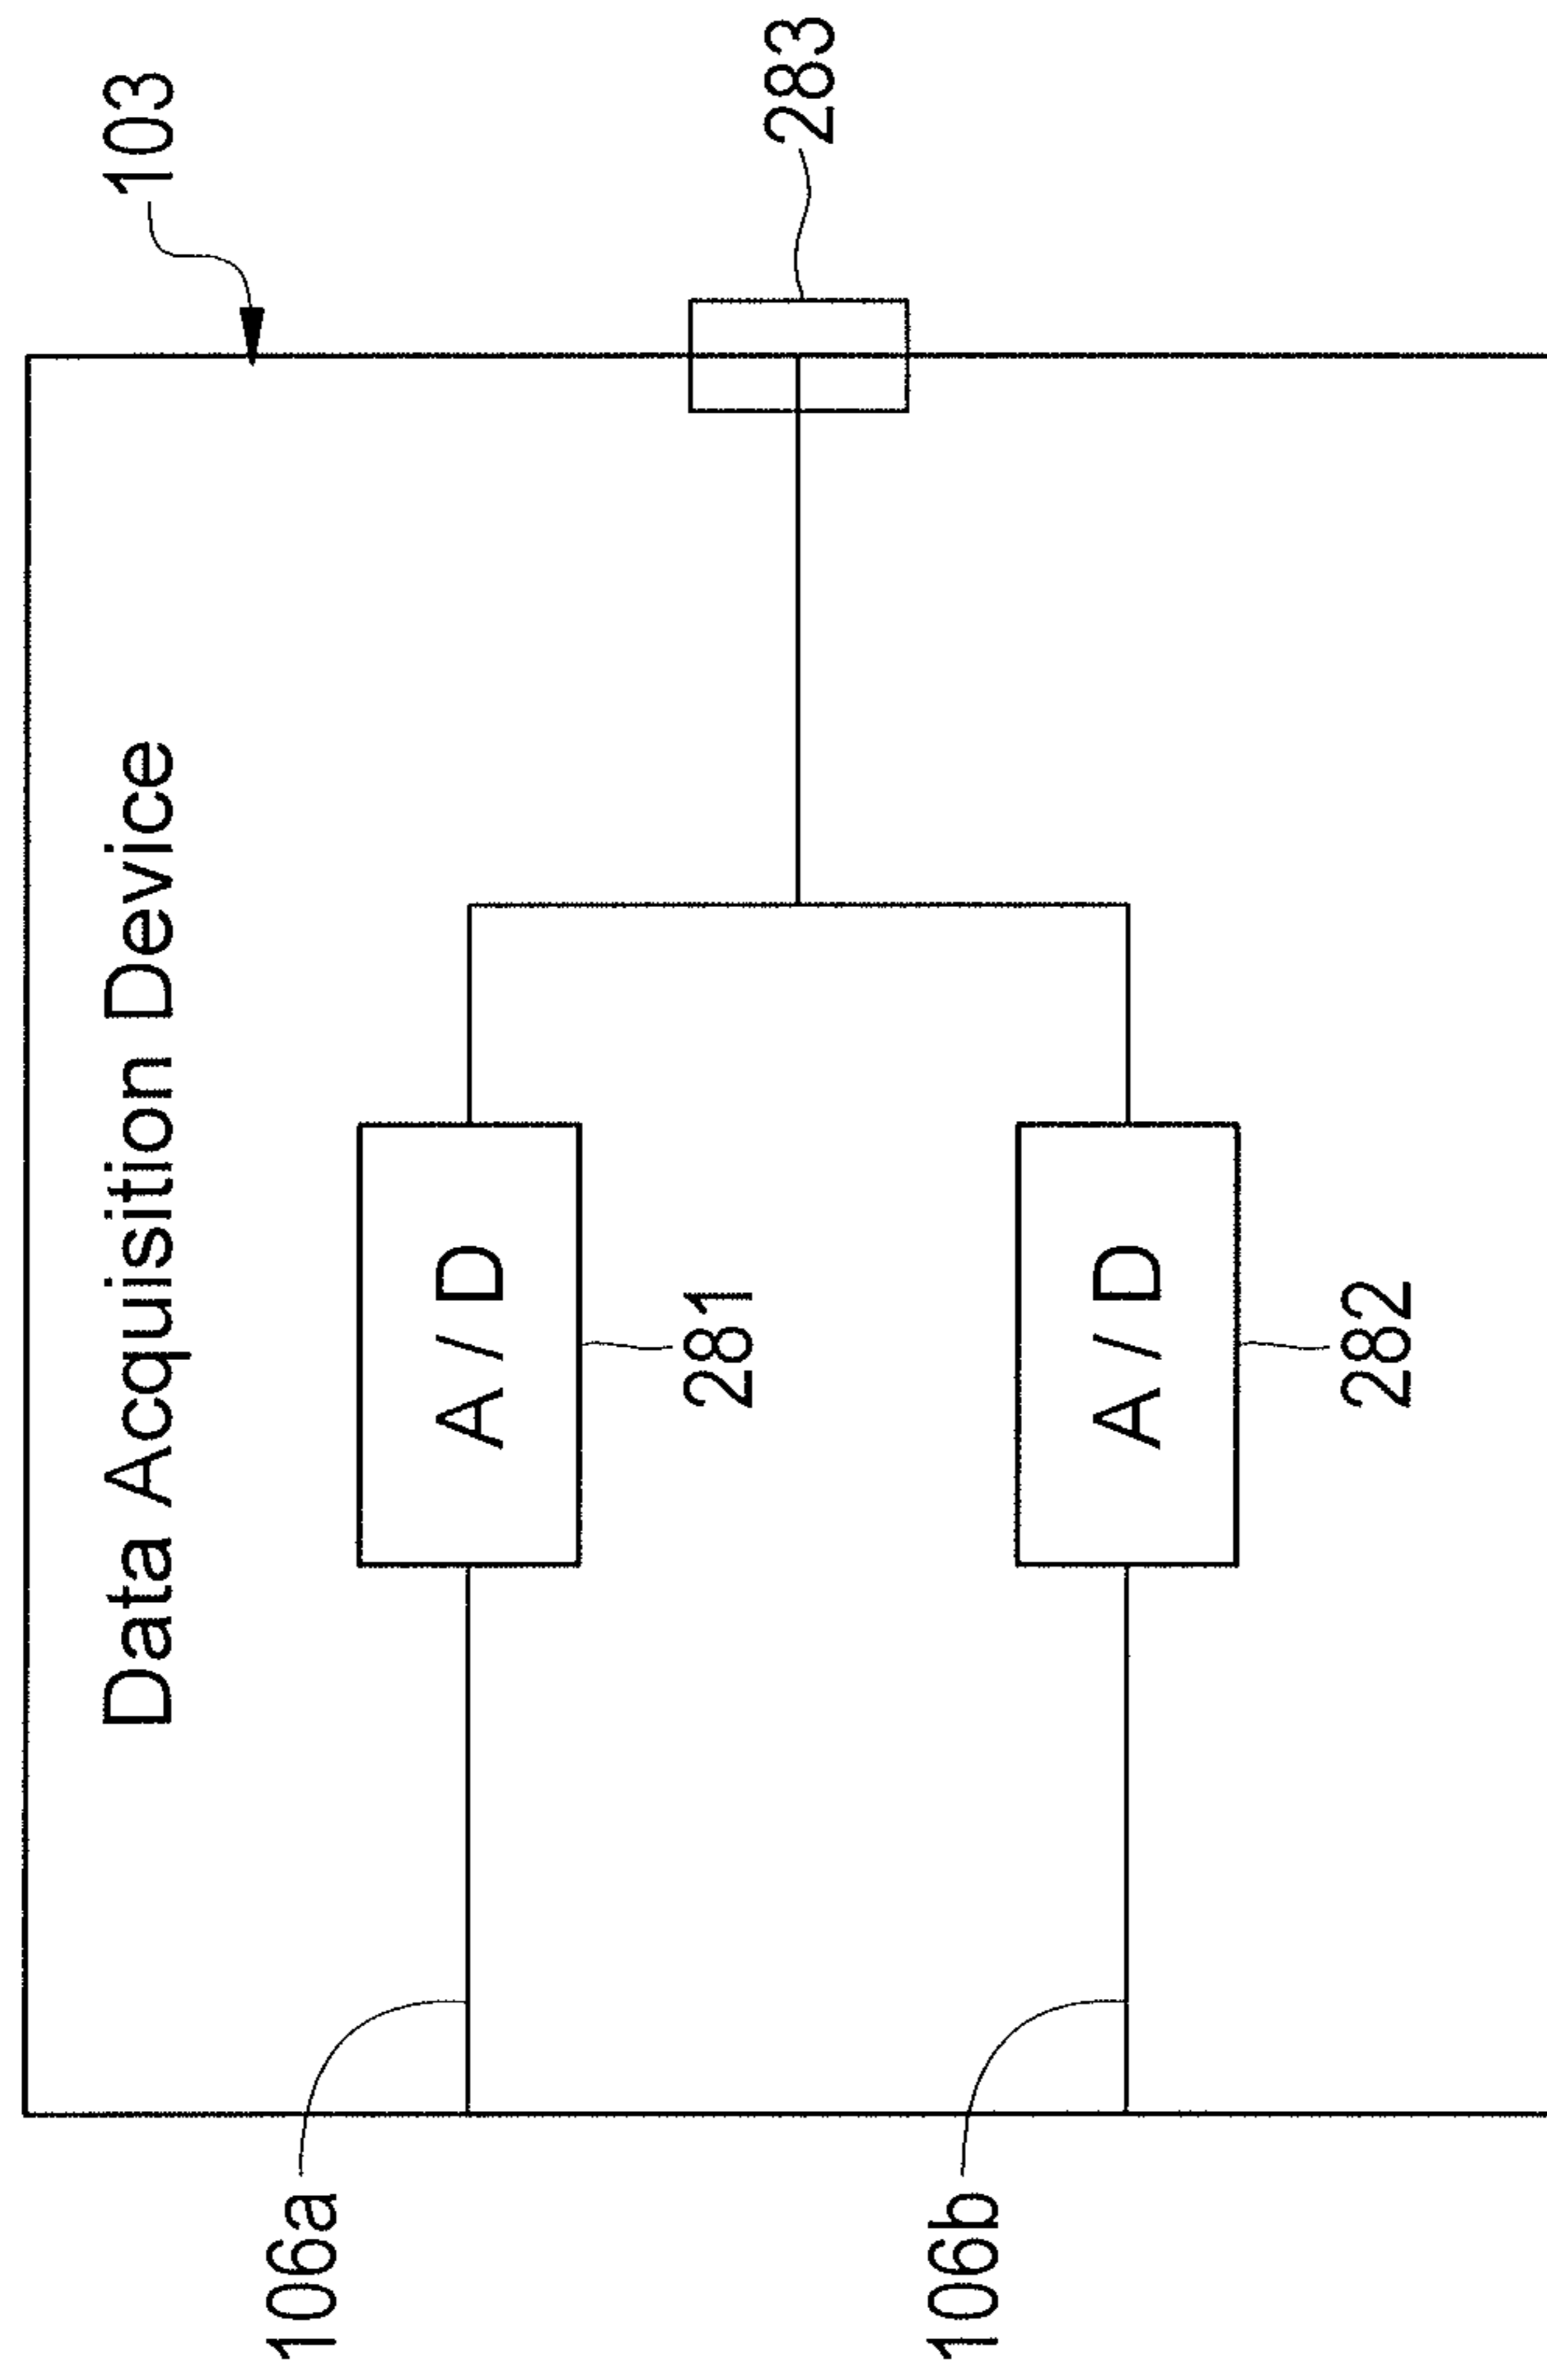 103
Data Acquisition Device
106a
A / D
281
283
106b
A / D
282